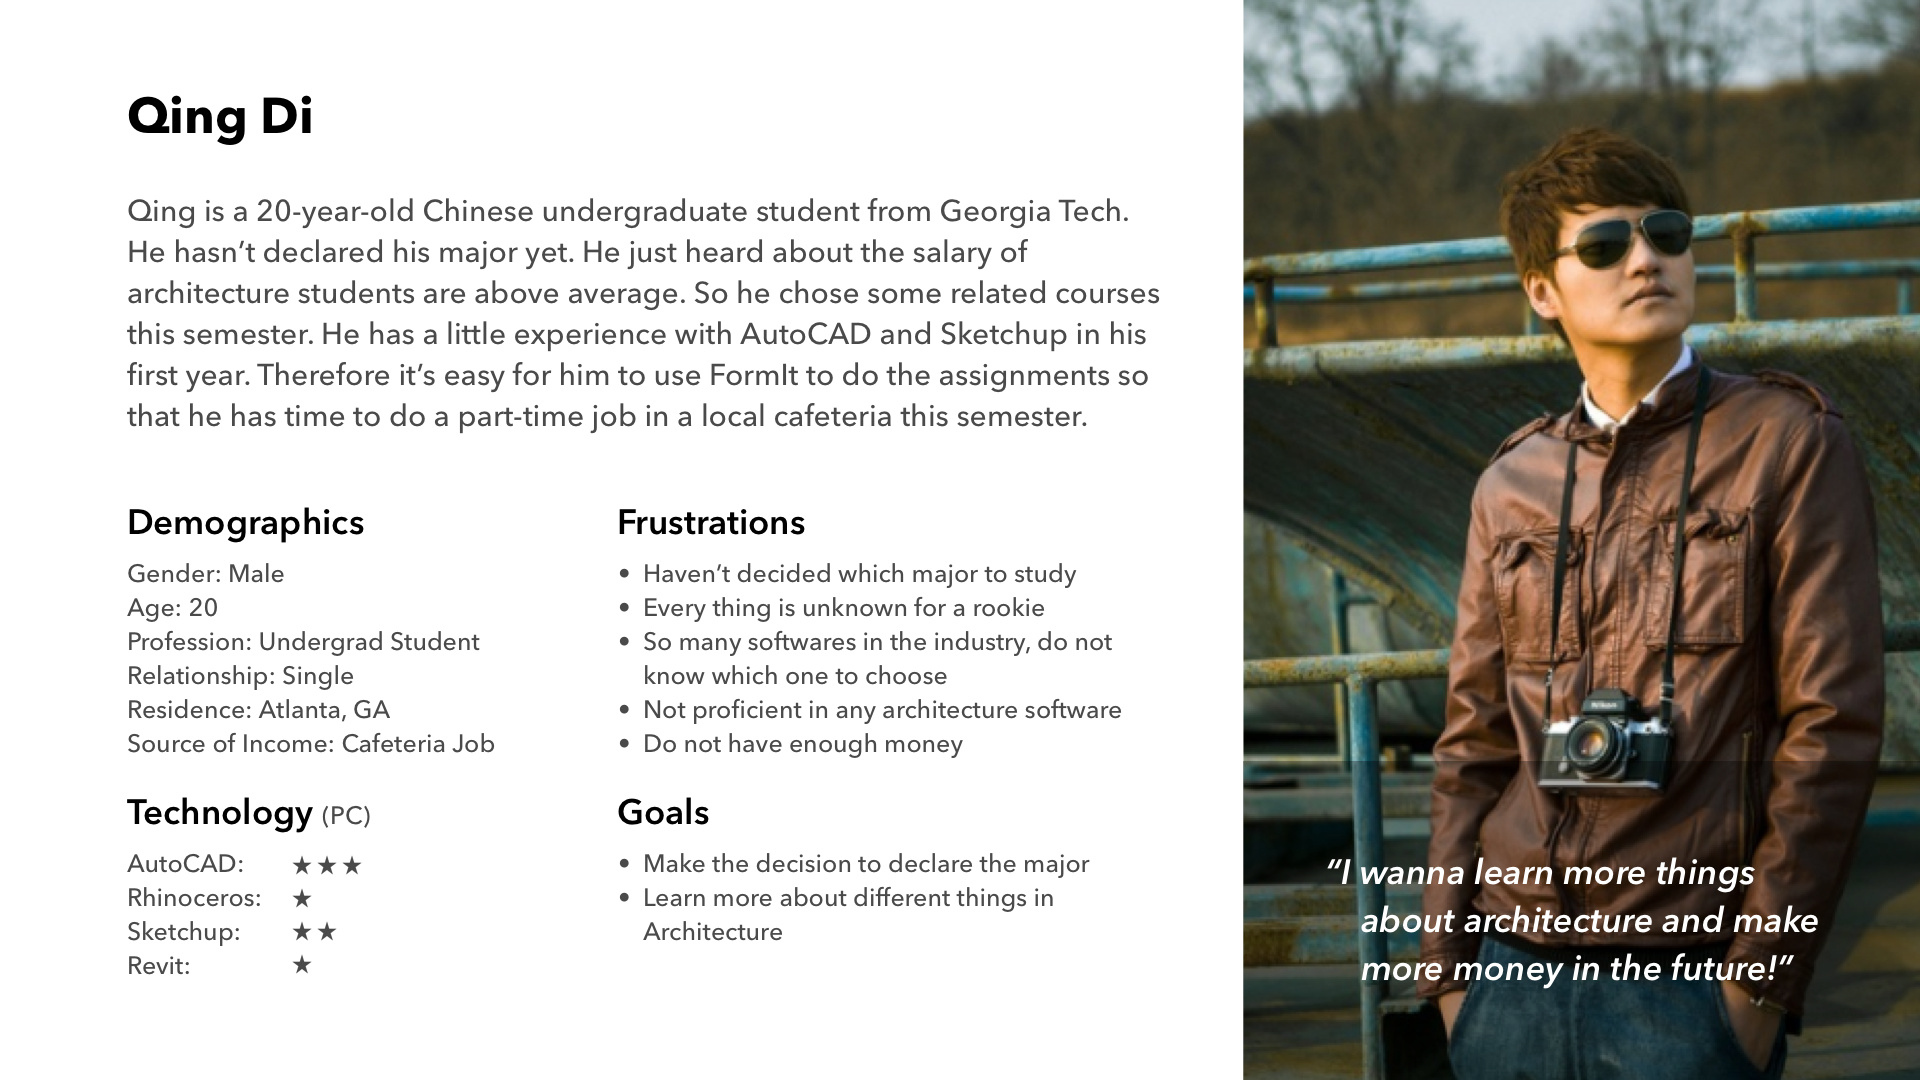 Qing Di
Qing is a 20-year-old Chinese undergraduate student from Georgia Tech.
He hasn’t declared his major yet. He just heard about the salary of
architecture students are above average. So he chose some related courses
this semester. He has a little experience with AutoCAD and Sketchup in his
first year. Therefore it’s easy for him to use FormIt to do the assignments so
that he has time to do a part-time job in a local cafeteria this semester.
Demographics
Gender: Male
Age: 20
Profession: Undergrad Student
Relationship: Single
Residence: Atlanta, GA
Source of Income: Cafeteria Job
Frustrations
• Haven’t decided which major to study
• Every thing is unknown for a rookie
• So many softwares in the industry, do not
know which one to choose
• Not proficient in any architecture software
• Do not have enough money
Technology (PC)
AutoCAD: ★★★
Rhinoceros: ★
Sketchup: ★★
Revit: ★
Goals
• Make the decision to declare the major
• Learn more about different things in
Architecture
Nikon
“I wanna learn more things
about architecture and make
more money in the future!”